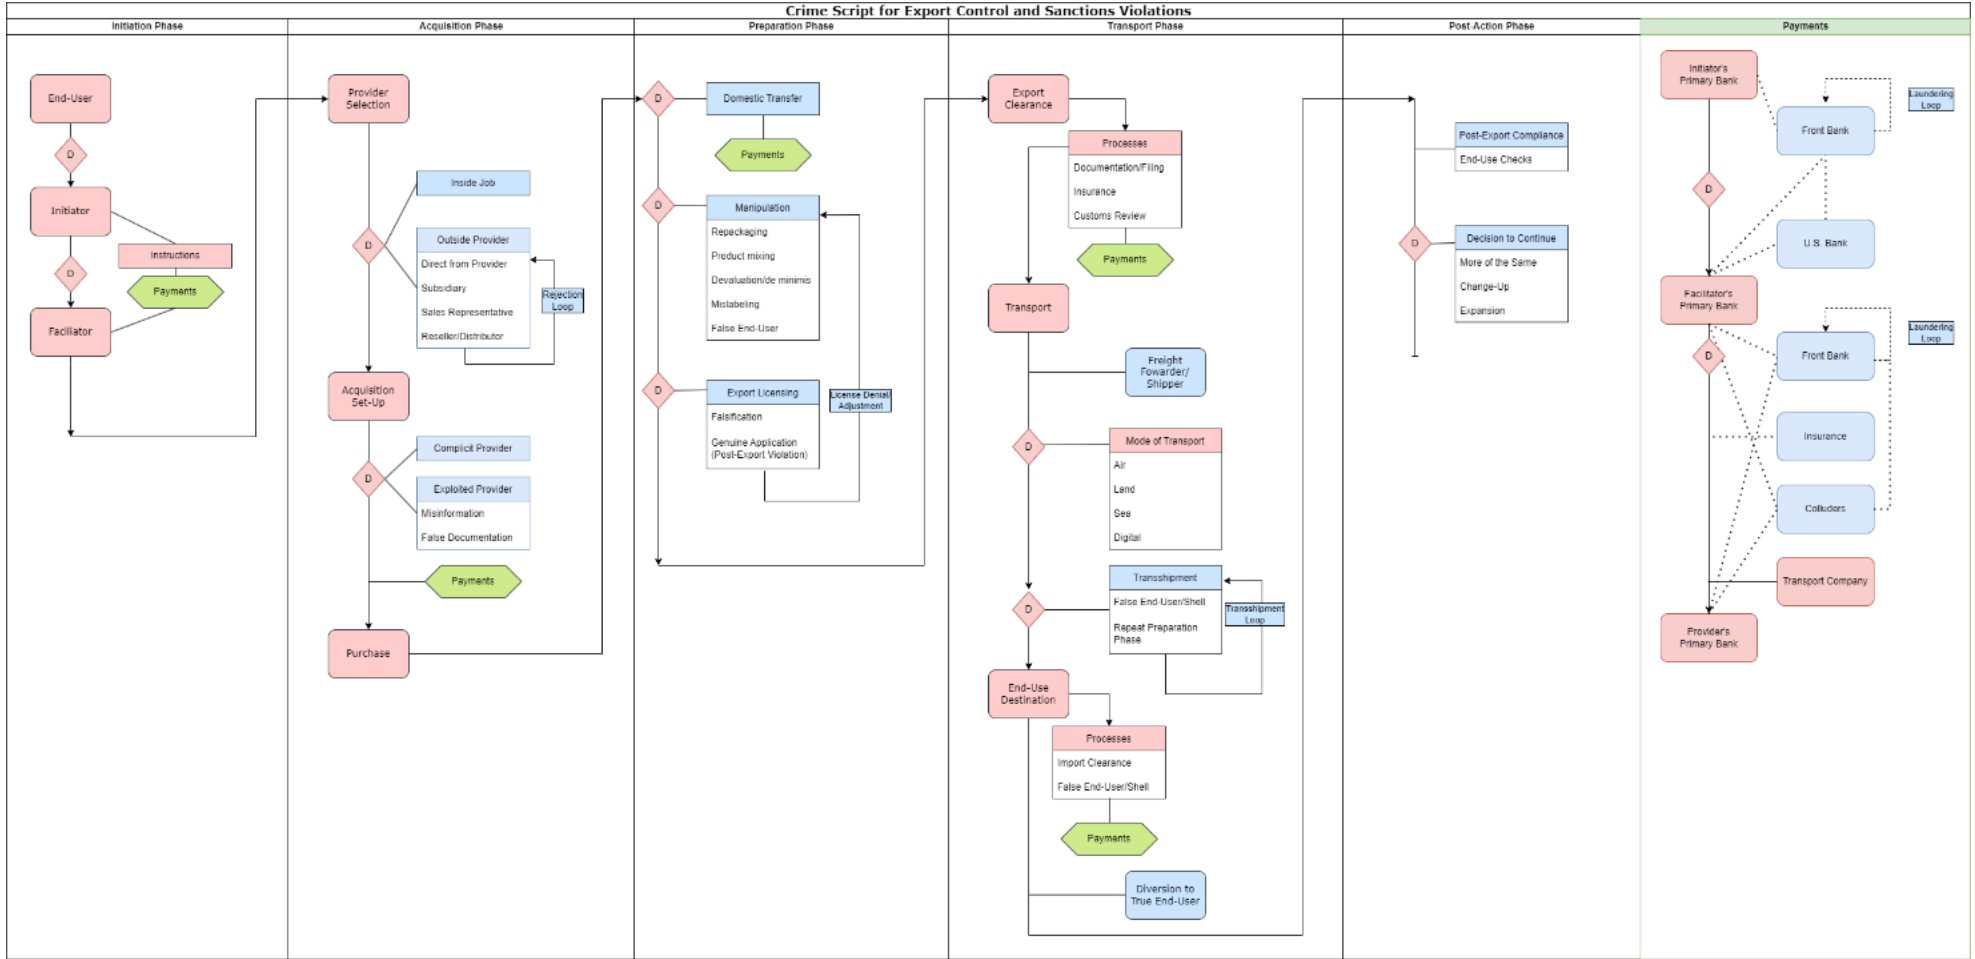 Crime Script for Export Control and Sanctions Violations
Initiation Phase
Acquisition Phase
Preparation Phase
Transport Phase
Post-Action Phase
Payments
End-User
D
Initiator
Instructions
Payments
D
Faciliator
Provider
Selection
Inside Job
D
Outside Provider
Direct from Provider
Subsidiary
Sales Representative
Reseller/Distributor
Rejection
Loop
Acquisition
Set-Up
Complicit Provider
D
Exploited Provider
Misinformation
False Documentation
Payments
Purchase
D
Domestic Transfer
Payments
D
Manipulation
Repackaging
Product mixing
Devaluation/de minimis
Mislabeling
False End-User
D
Export Licensing
Falsification
Genuine Application
(Post-Export Violation)
License Denial/
Adjustment
Export
Clearance
Processes
Documentation/Filing
Insurance
Customs Review
Payments
Transport
Freight
Fowarder/
Shipper
D
Mode of Transport
Air
Land
Sea
Digital
D
Transshipment
False End-User/Shell
Repeat Preparation
Phase
Transshipment
Loop
End-Use
Destination
Processes
Import Clearance
False End-User/Shell
Payments
Diversion to
True End-User
Post-Export Compliance
End-Use Checks
D
Decision to Continue
More of the Same
Change-Up
Expansion
Initiator's
Primary Bank
Laundering
Loop
Front Bank
D
U.S. Bank
Facilitator's
Primary Bank
Laundering
Loop
D
Front Bank
Insurance
Colluders
Transport Company
Provider's
Primary Bank